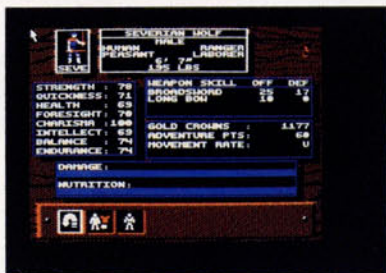 SEVERIAN WOLF
MALE
HUMAN RANGER
PEASANT LABORER
6' 7"
195 LBS
SEVE
STRENGTH : 78
QUICKNESS: 71
HEALTH : 69
FORESIGHT: 70
CHARISMA :100
INTELLECT: 69
BALANCE : 74
ENDURANCE: 74
WEAPON SKILL OFF DEF
BROADSWORD 25 17
LONG BOW 10 0
GOLD CROWNS : 1177
ADVENTURE PTS: 60
MOVEMENT RATE: U
DAMAGE:
NUTRITION: